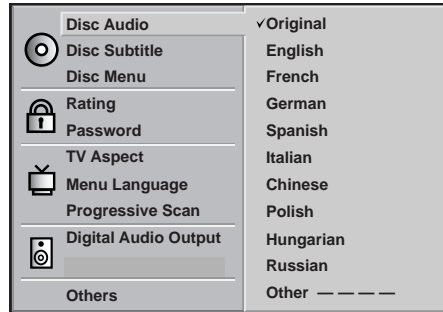 Disc Audio
Disc Subtitle
Disc Menu
Rating
Password
TV Aspect
Menu Language
Progressive Scan
Digital Audio Output
Others
✓Original
English
French
German
Spanish
Italian
Chinese
Polish
Hungarian
Russian
Other — — — —